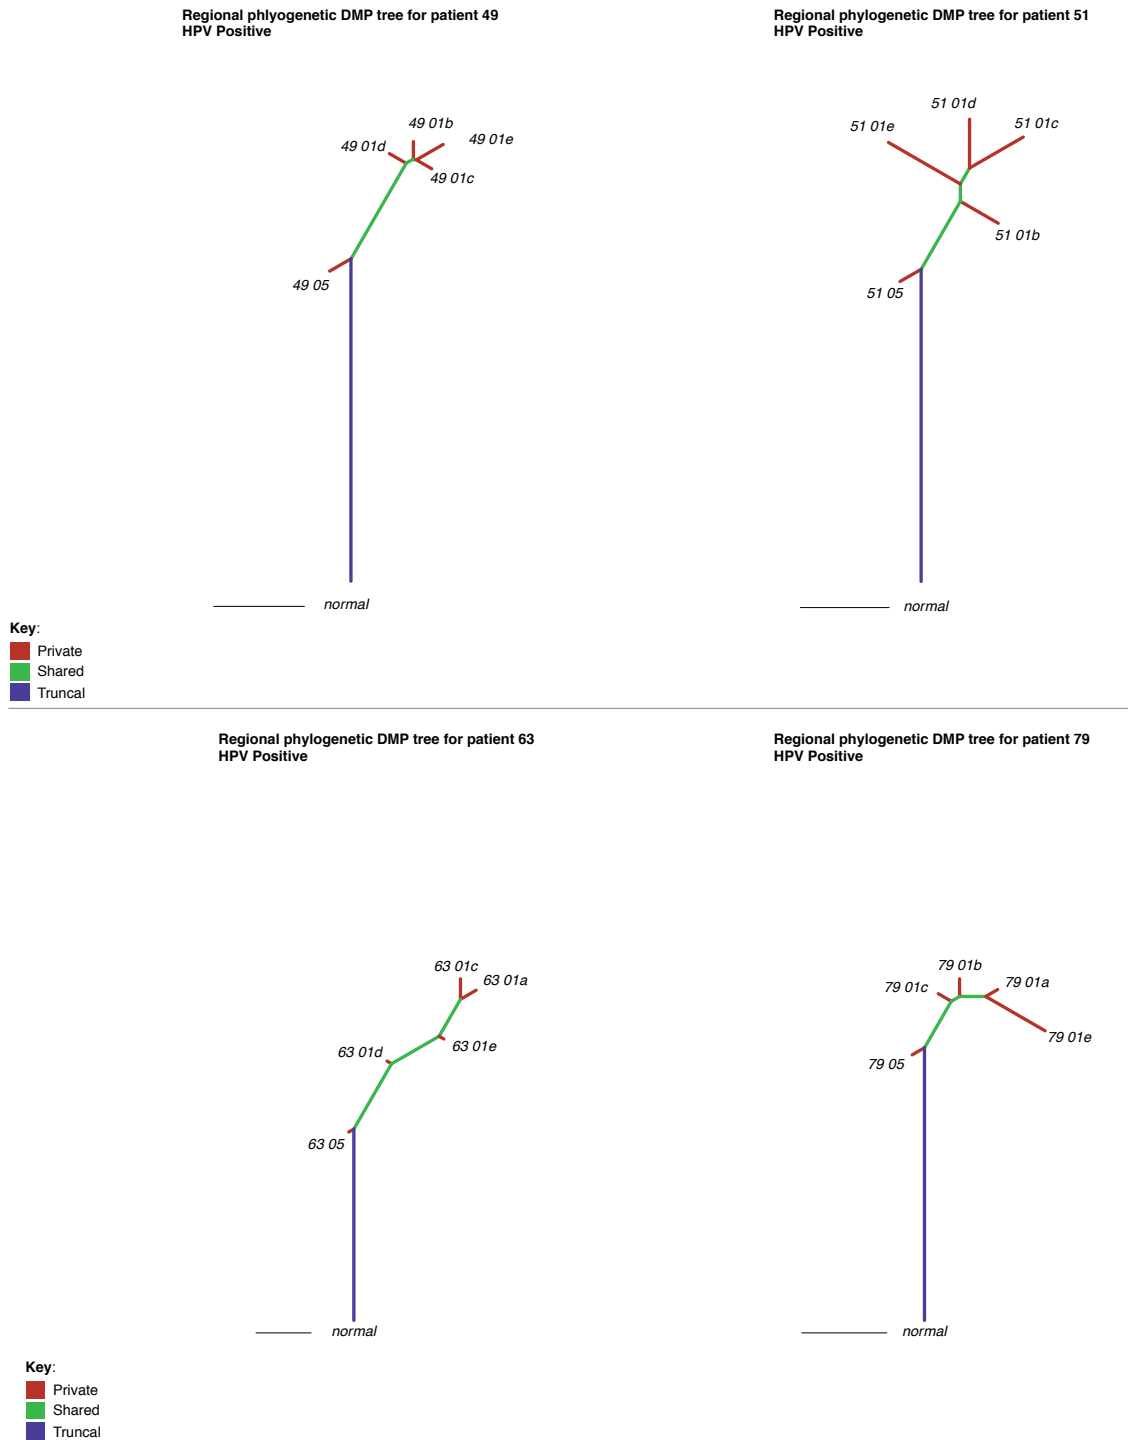 Regional phlyogenetic DMP tree for patient 49
HPV Positive
49 01b
49 01d
49 01e
49 01c
49 05
normal
Regional phylogenetic DMP tree for patient 51
HPV Positive
51 01d
51 01e
51 01c
51 01b
51 05
normal
Key:
Private
Shared
Truncal
Regional phylogenetic DMP tree for patient 63
HPV Positive
63 01c
63 01a
63 01d
63 01e
63 05
normal
Regional phylogenetic DMP tree for patient 79
HPV Positive
79 01b
79 01c
79 01a
79 01e
79 05
normal
Key:
Private
Shared
Truncal